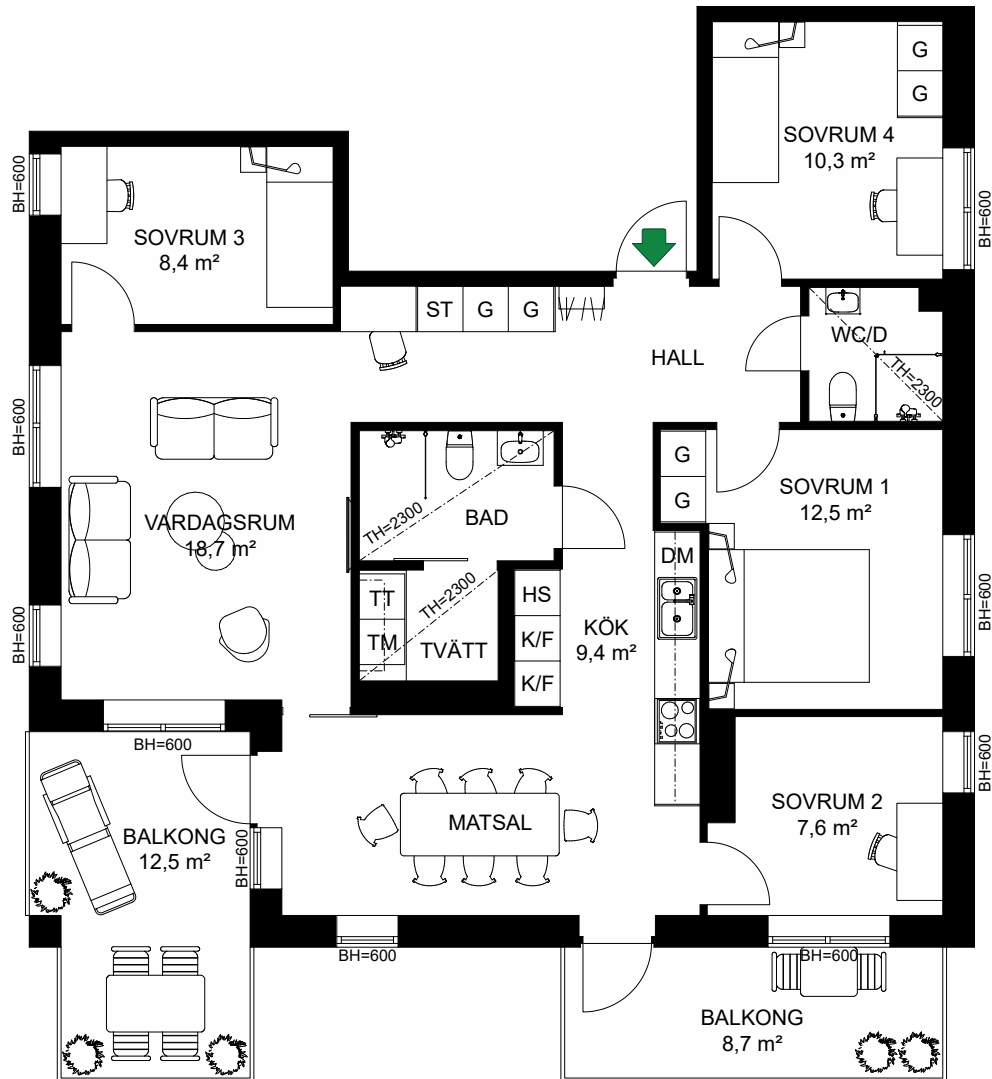 G
G
SOVRUM 4
10,3 m²
BH=600
BH=600
SOVRUM 3
8,4 m²
ST
G
G
HALL
WC/D
TH=2300
BH=600
G
G
SOVRUM 1
12,5 m²
BAD
TH=2300
VARDAGSRUM
18,7 m²
DM
TT
TM
TH=2300
TVÄTT
HS
K/F
K/F
KÖK
9,4 m²
BH=600
BH=600
BH=600
BH=600
SOVRUM 2
7,6 m²
MATSAL
BALKONG
12,5 m²
BH=600
BH=600
BH=600
BALKONG
8,7 m²